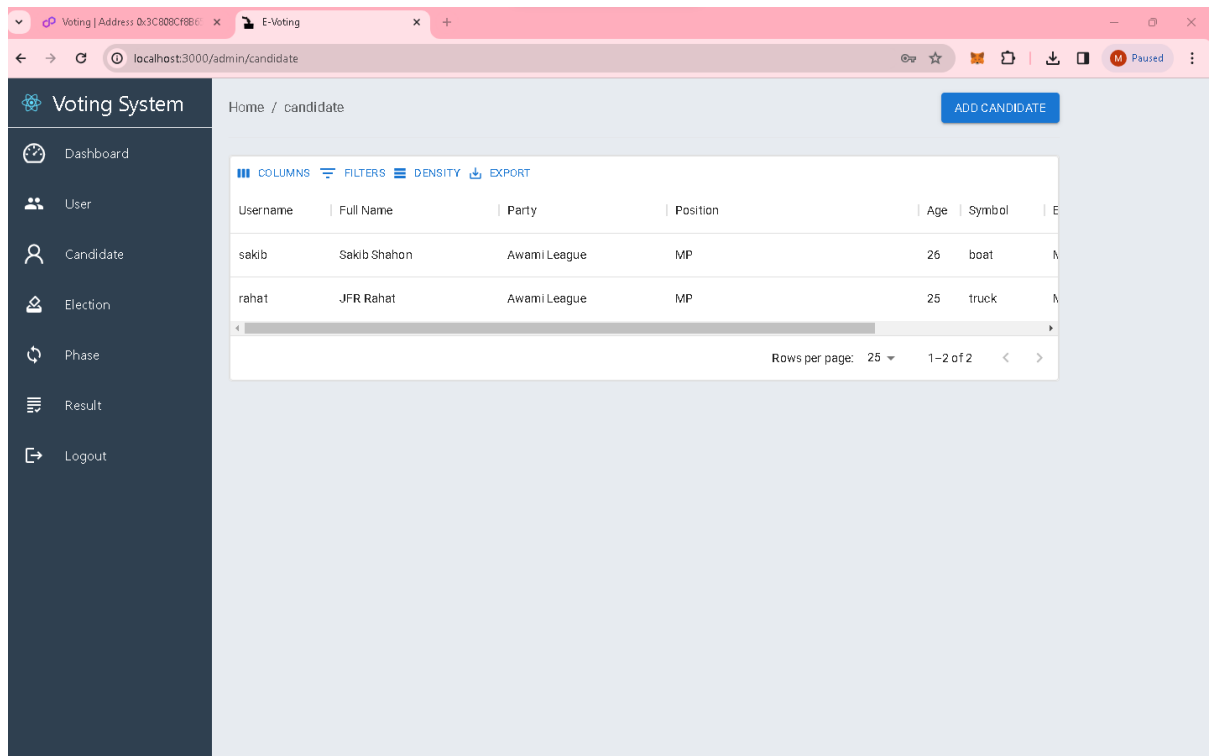 Voting | Address 0x3C808Cf8B6
E-Voting
localhost:3000/admin/candidate
M Paused
Voting System
Home / candidate
ADD CANDIDATE
Dashboard
User
Candidate
Election
Phase
Result
Logout
COLUMNS FILTERS DENSITY EXPORT
Username Full Name Party Position Age Symbol E
sakib Sakib Shahon Awami League MP 26 boat
rahat JFR Rahat Awami League MP 25 truck
Rows per page: 25 1–2 of 2